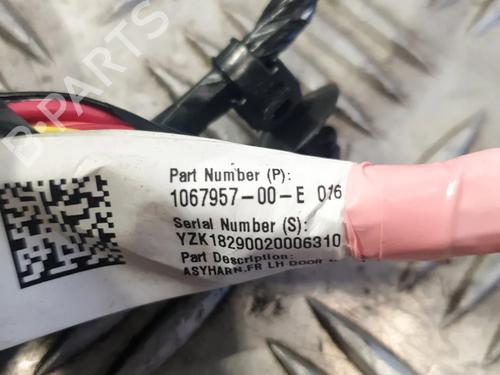 B-PARTS
Part Number (P):
1067957-00-E 016
Serial Number (S):
YZK18290020006310
Part Description:
ASYHARN,FR LH DOOR